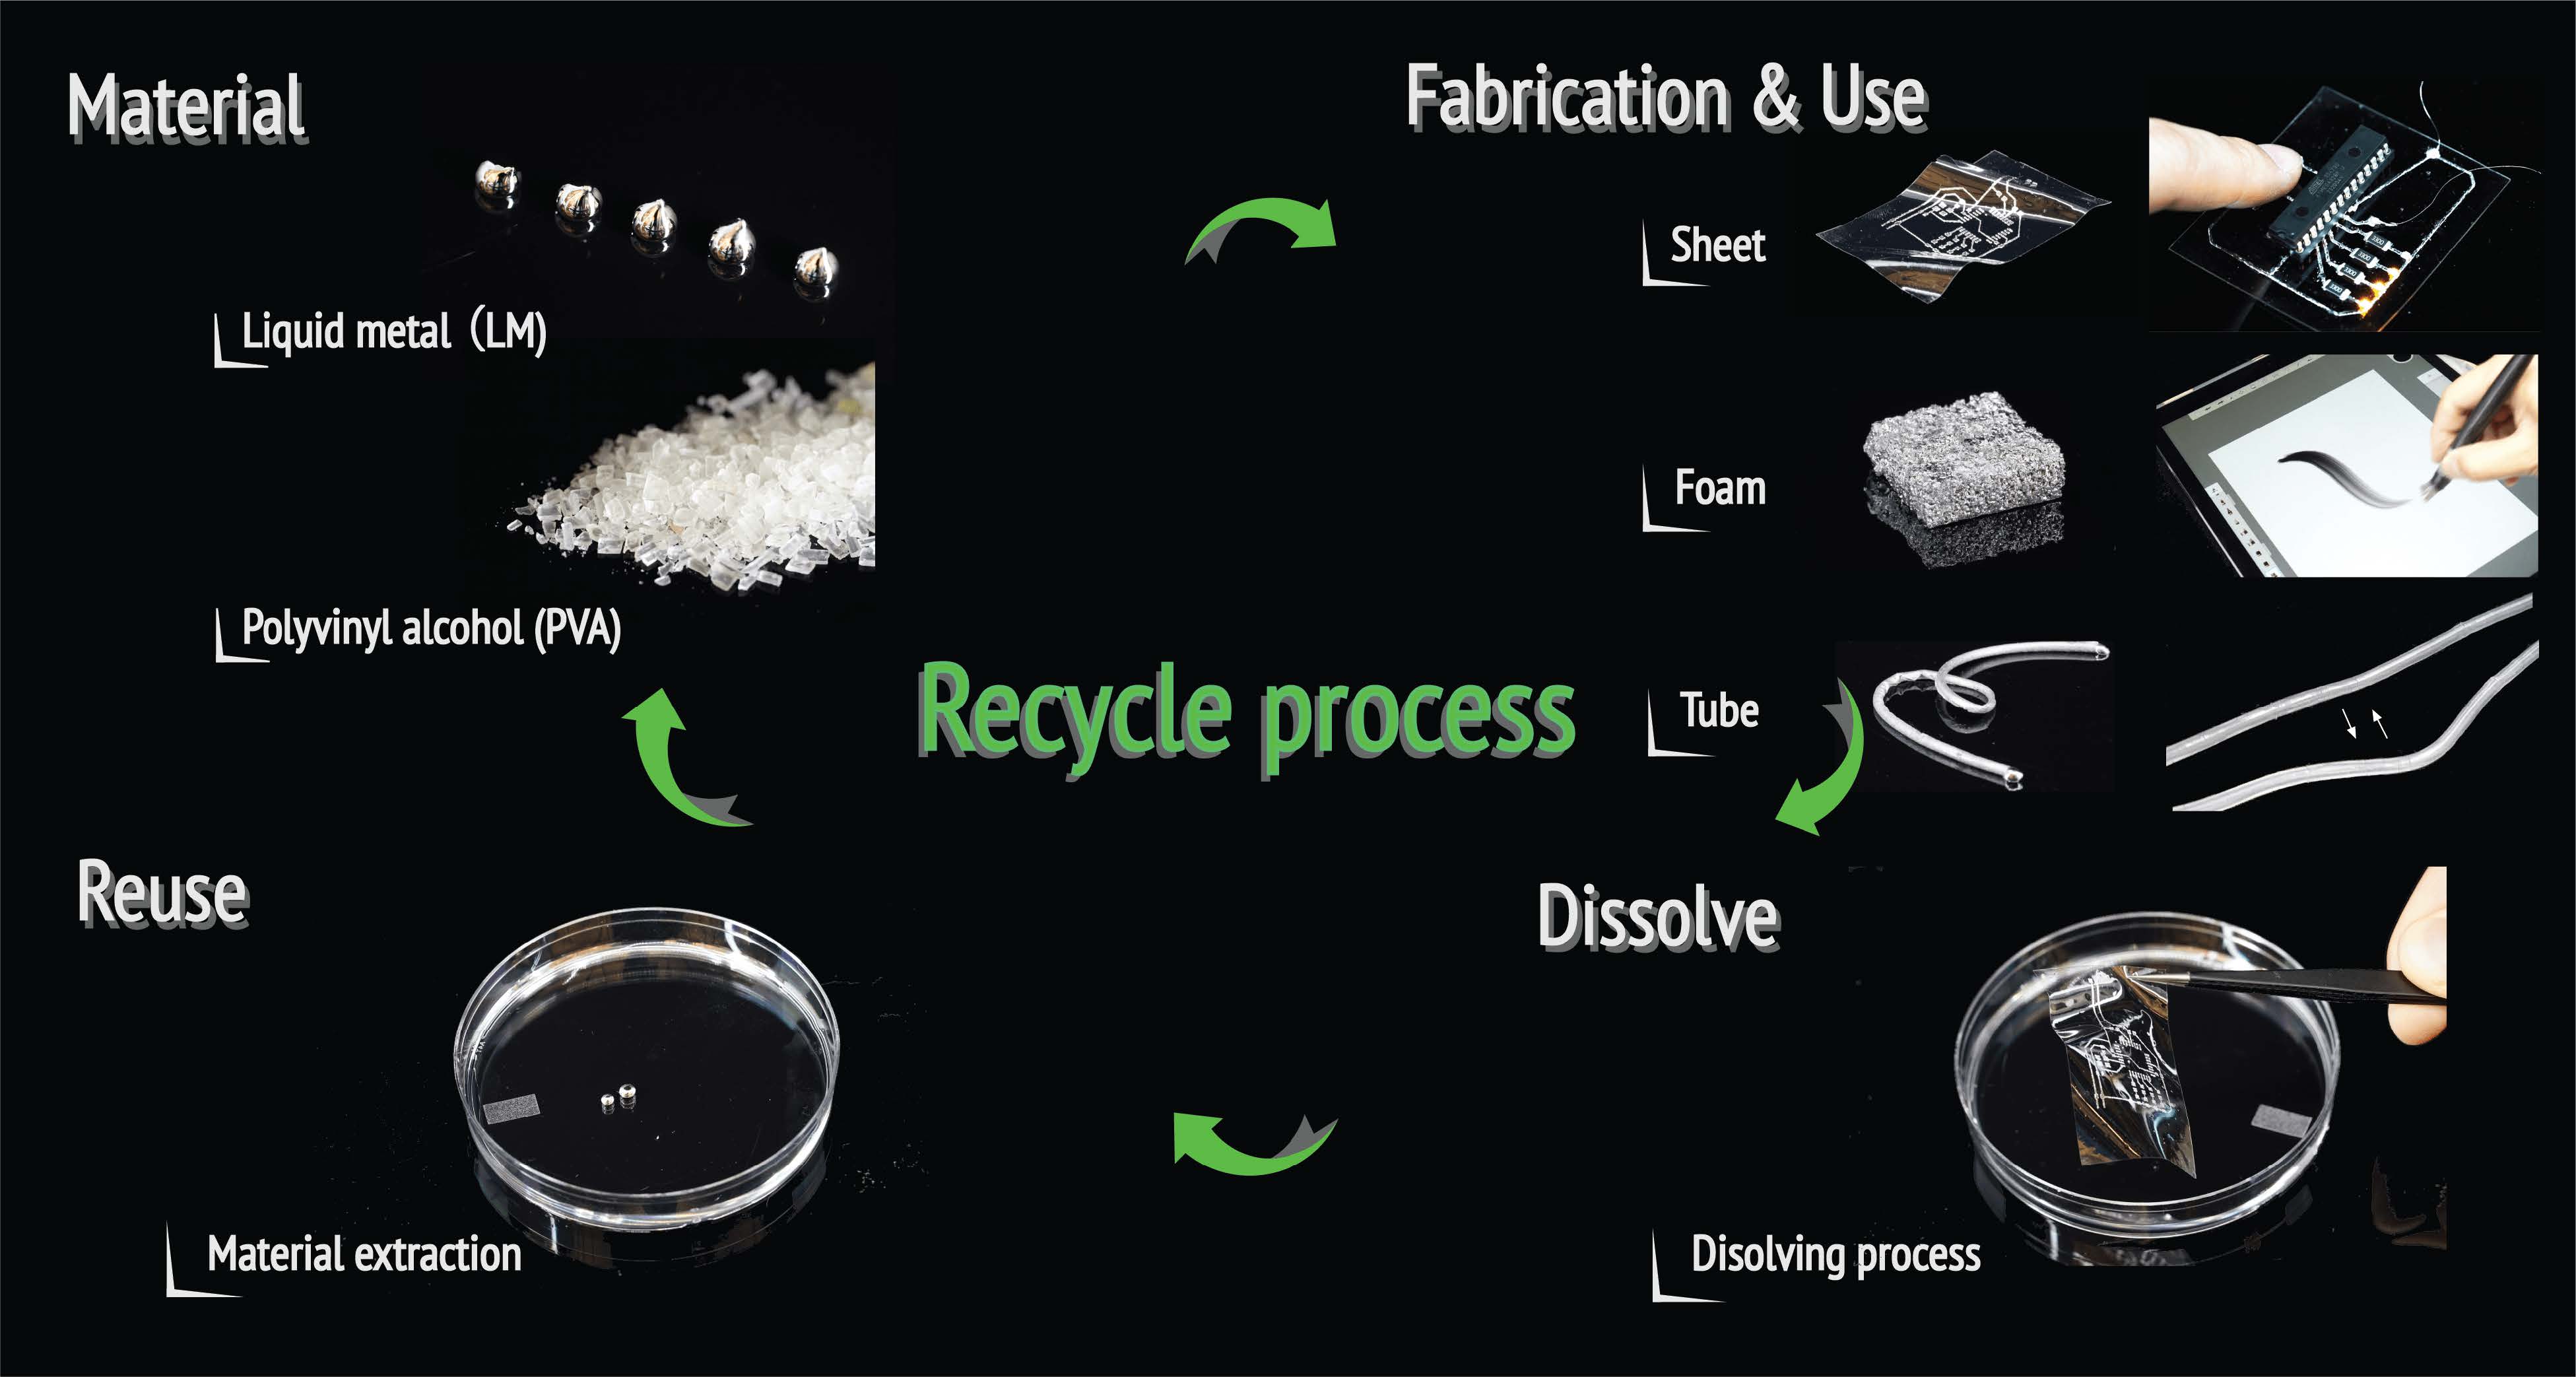 Material
Liquid metal (LM)
Polyvinyl alcohol (PVA)
Fabrication & Use
Sheet
Foam
Tube
Recycle process
Reuse
Material extraction
Dissolve
Disolving process